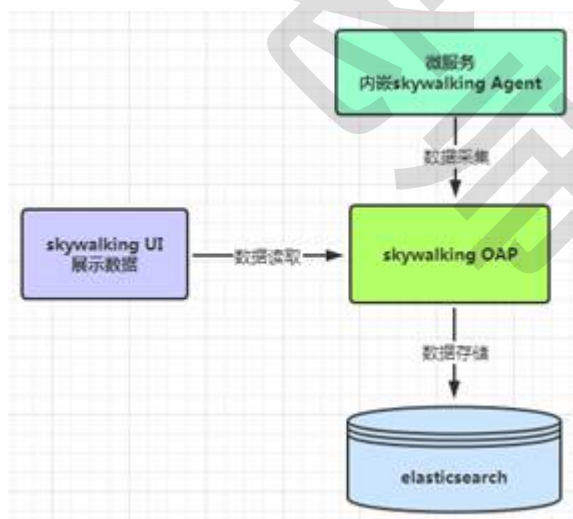 微服务
内嵌skywalking Agent
数据采集
skywalking UI
展示数据
数据读取
skywalking OAP
数据存储
elasticsearch